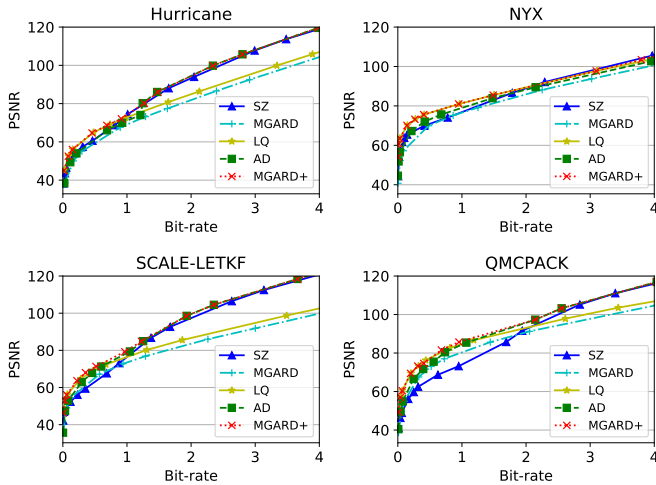 Hurricane
120
100
80
60
40
PSNR
0
1
2
3
4
Bit-rate
SZ
MGARD
LQ
AD
MGARD+
NYX
120
100
80
60
40
PSNR
0
1
2
3
4
Bit-rate
SZ
MGARD
LQ
AD
MGARD+
SCALE-LETKF
120
100
80
60
40
PSNR
0
1
2
3
4
Bit-rate
SZ
MGARD
LQ
AD
MGARD+
QMCPACK
120
100
80
60
40
PSNR
0
1
2
3
4
Bit-rate
SZ
MGARD
LQ
AD
MGARD+